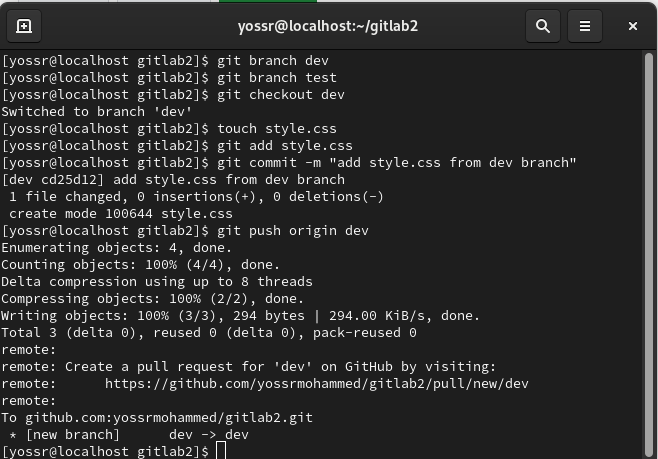 yossr@localhost:~/gitlab2
[yossr@localhost gitlab2]$ git branch dev
[yossr@localhost gitlab2]$ git branch test
[yossr@localhost gitlab2]$ git checkout dev
Switched to branch 'dev'
[yossr@localhost gitlab2]$ touch style.css
[yossr@localhost gitlab2]$ git add style.css
[yossr@localhost gitlab2]$ git commit -m "add style.css from dev branch"
[dev cd25d12] add style.css from dev branch
 1 file changed, 0 insertions(+), 0 deletions(-)
 create mode 100644 style.css
[yossr@localhost gitlab2]$ git push origin dev
Enumerating objects: 4, done.
Counting objects: 100% (4/4), done.
Delta compression using up to 8 threads
Compressing objects: 100% (2/2), done.
Writing objects: 100% (3/3), 294 bytes | 294.00 KiB/s, done.
Total 3 (delta 0), reused 0 (delta 0), pack-reused 0
remote:
remote: Create a pull request for 'dev' on GitHub by visiting:
remote:      https://github.com/yossrmohammed/gitlab2/pull/new/dev
remote:
To github.com:yossrmohammed/gitlab2.git
 * [new branch]      dev -> dev
[yossr@localhost gitlab2]$